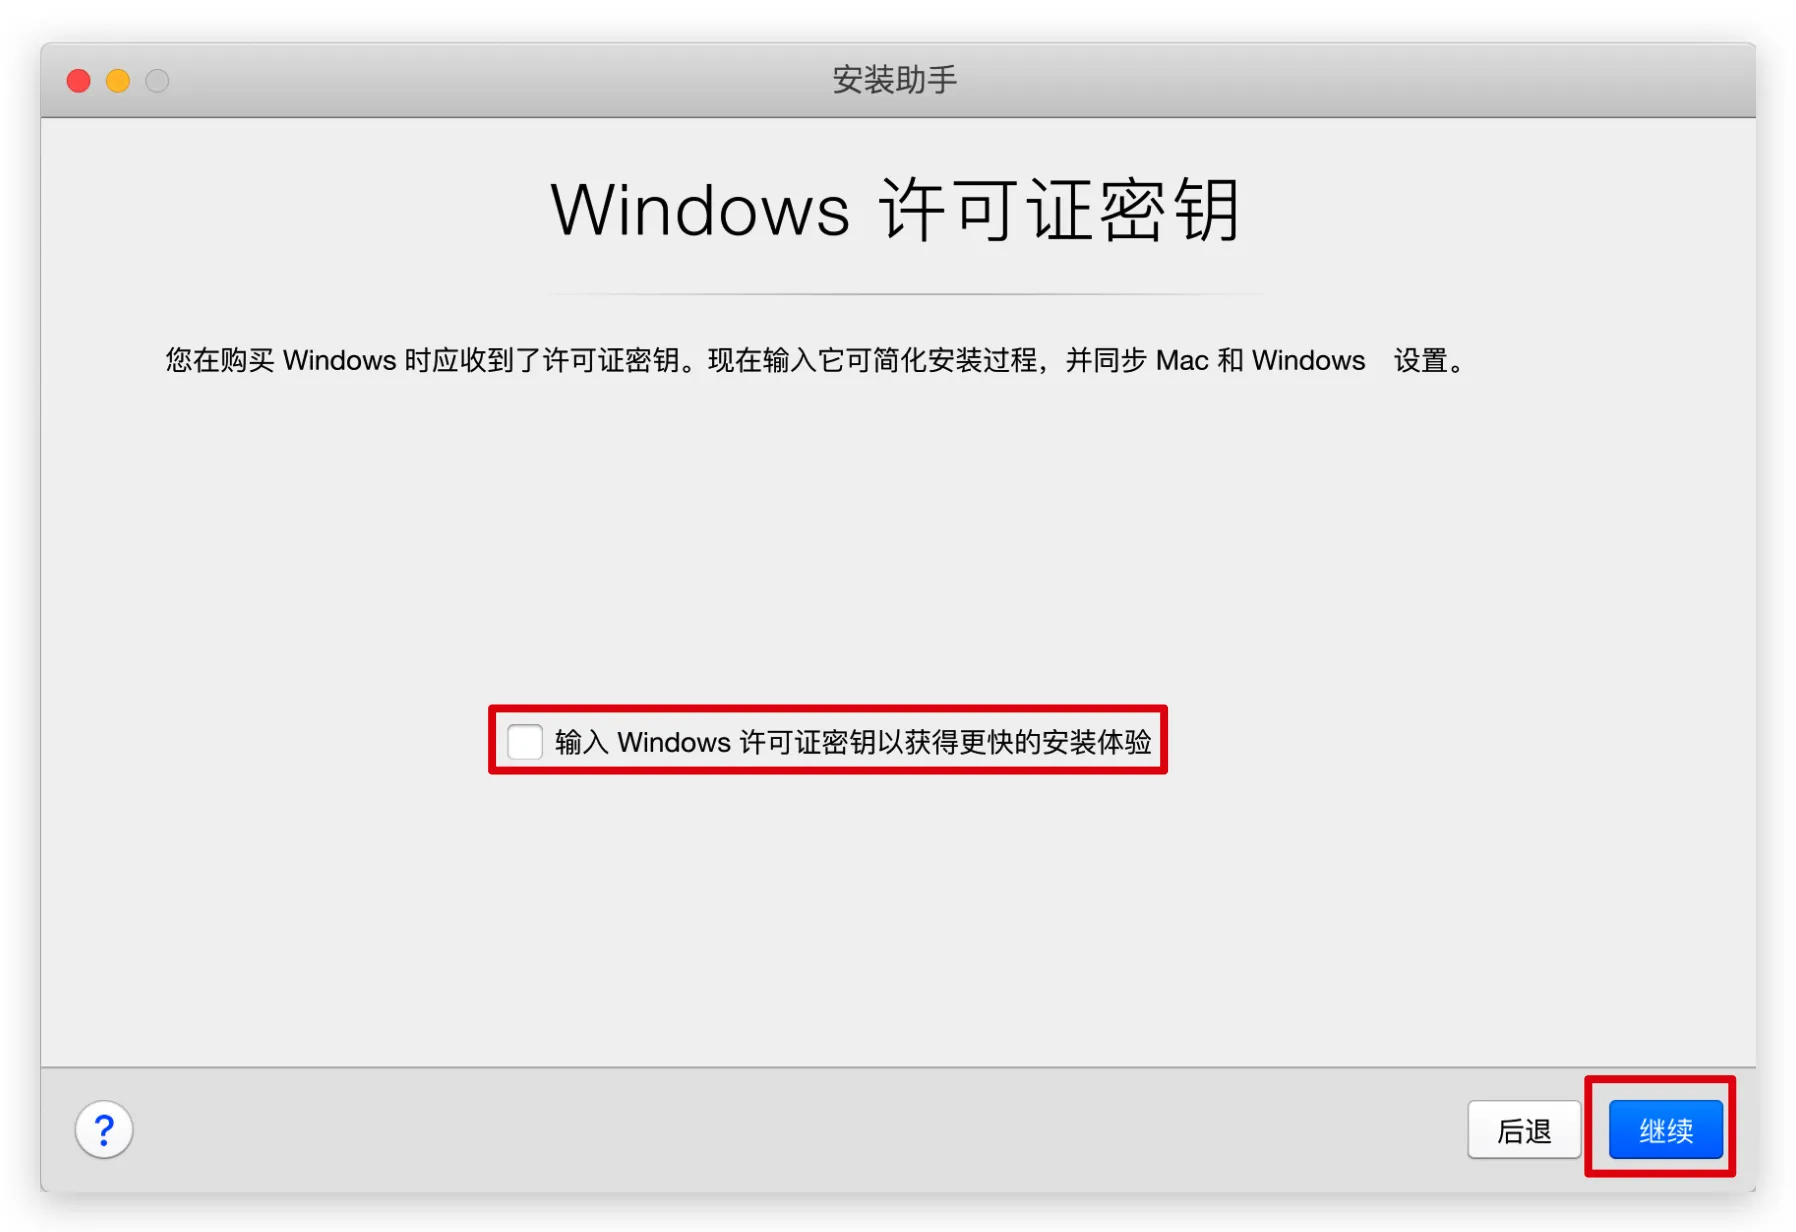 安装助手
Windows 许可证密钥
您在购买 Windows 时应收到了许可证密钥。现在输入它可简化安装过程，并同步 Mac 和 Windows 设置。
输入 Windows 许可证密钥以获得更快的安装体验
? 后退 继续